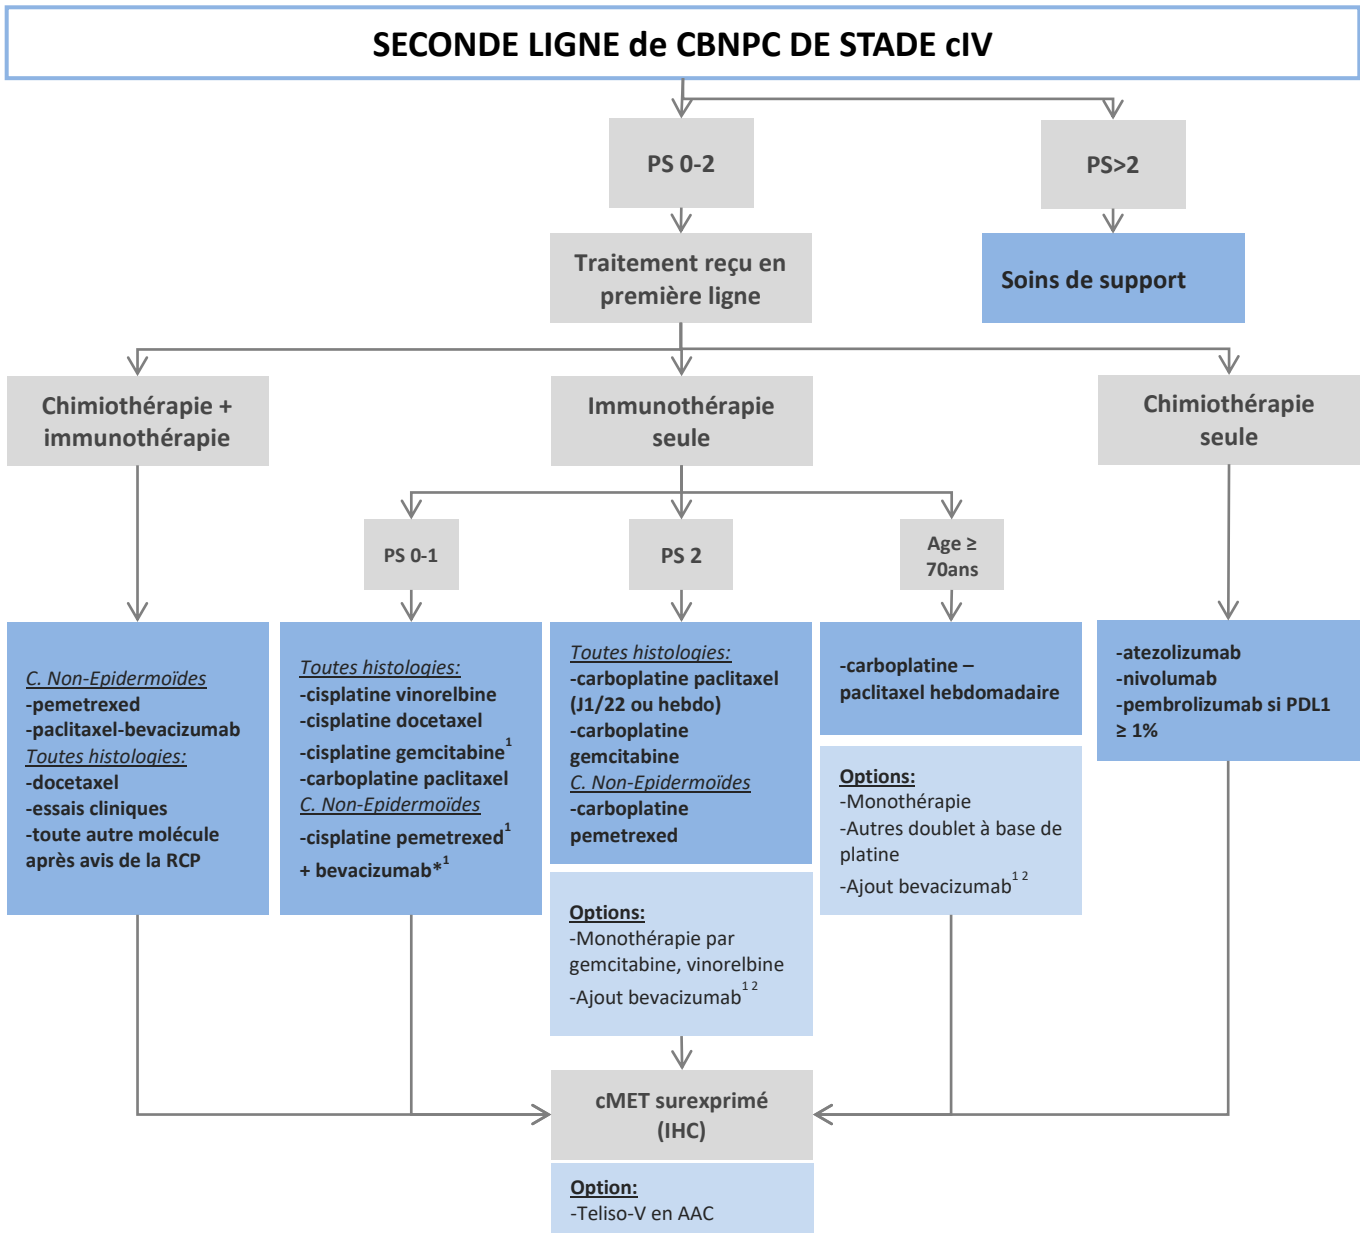 SECONDE LIGNE de CBNPC DE STADE cIV
PS 0-2
PS>2
Traitement reçu en
première ligne
Soins de support
Chimiothérapie +
immunothérapie
Immunothérapie
seule
Chimiothérapie
seule
PS 0-1
PS 2
Age ≥
70ans
C. Non-Epidermoïdes
-pemetrexed
-paclitaxel-bevacizumab
Toutes histologies:
-docetaxel
-essais cliniques
-toute autre molécule
après avis de la RCP
Toutes histologies:
-cisplatine vinorelbine
-cisplatine docetaxel
-cisplatine gemcitabine1
-carboplatine paclitaxel
C. Non-Epidermoïdes
-cisplatine pemetrexed1
+ bevacizumab*1
Toutes histologies:
-carboplatine paclitaxel
(J1/22 ou hebdo)
-carboplatine
gemcitabine
C. Non-Epidermoïdes
-carboplatine
pemetrexed
Options:
-Monothérapie par
gemcitabine, vinorelbine
-Ajout bevacizumab1 2
-carboplatine –
paclitaxel hebdomadaire
Options:
-Monothérapie
-Autres doublet à base de
platine
-Ajout bevacizumab1 2
-atezolizumab
-nivolumab
-pembrolizumab si PDL1
≥ 1%
cMET surexprimé
(IHC)
Option:
-Teliso-V en AAC